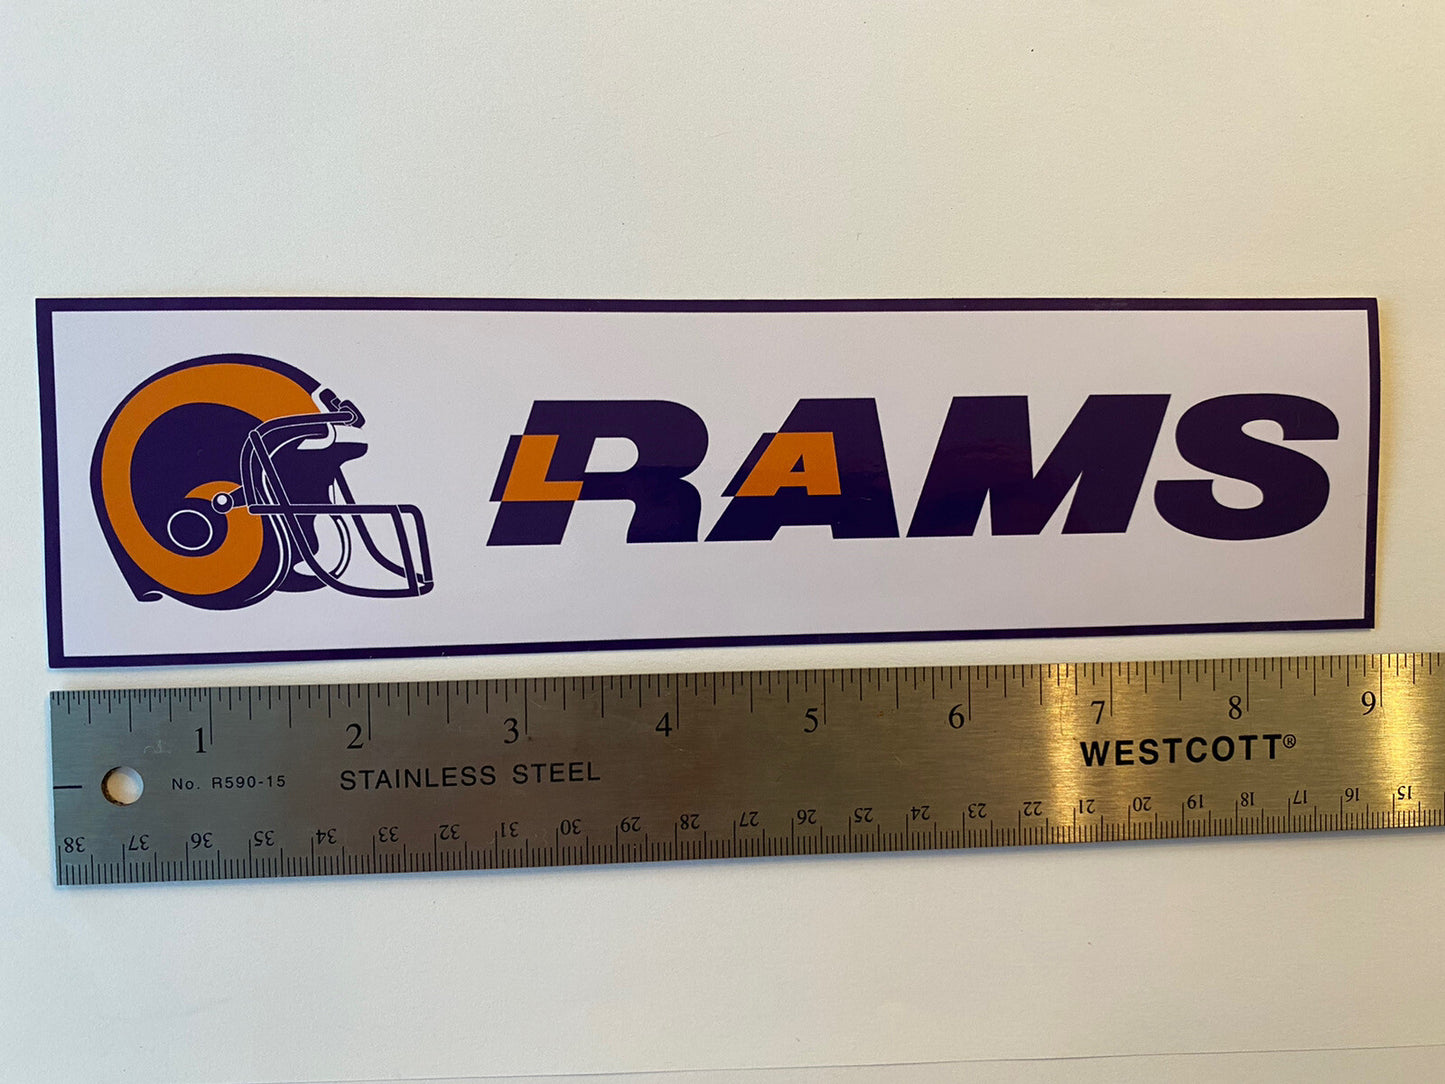 LA RAMS
1 2 3 4 5 6 7 8 9
No. R590-15 STAINLESS STEEL WESTCOTT®
38 37 36 35 34 33 32 31 30 29 28 27 26 25 24 23 22 21 20 19 18 17 16 15